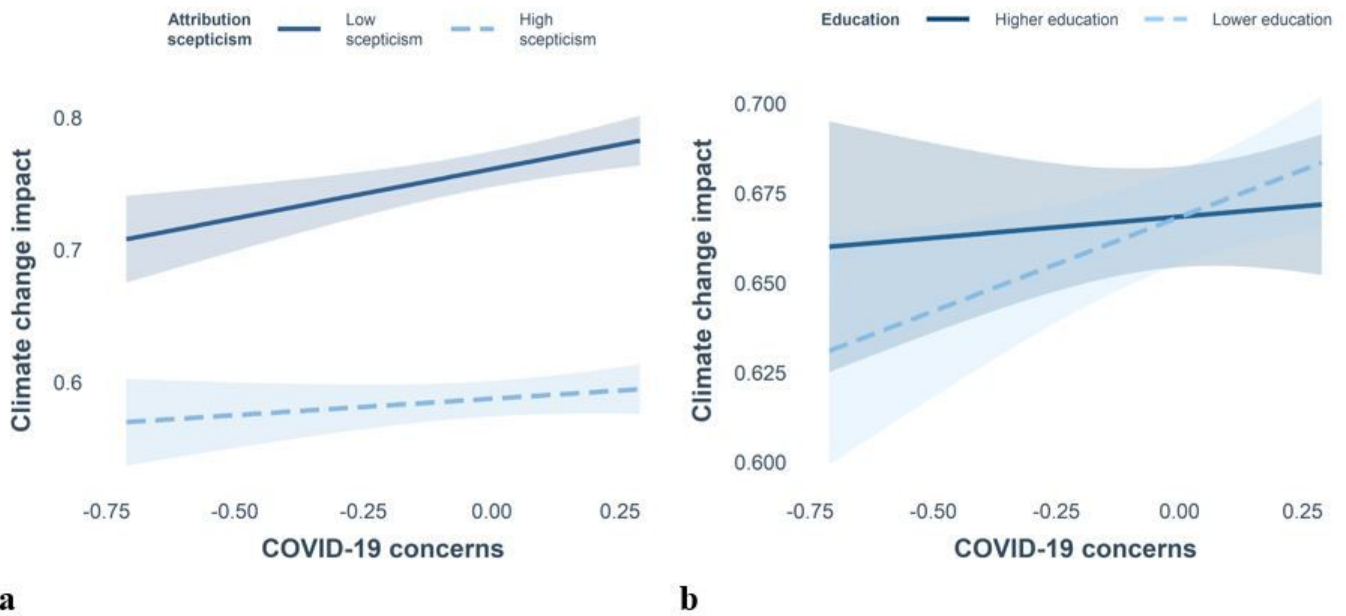 Attribution scepticism
Low scepticism
High scepticism
Climate change impact
0.8
0.7
0.6
-0.75 -0.50 -0.25 0.00 0.25
COVID-19 concerns
a
Education Higher education Lower education
Climate change impact
0.700
0.675
0.650
0.625
0.600
-0.75 -0.50 -0.25 0.00 0.25
COVID-19 concerns
b